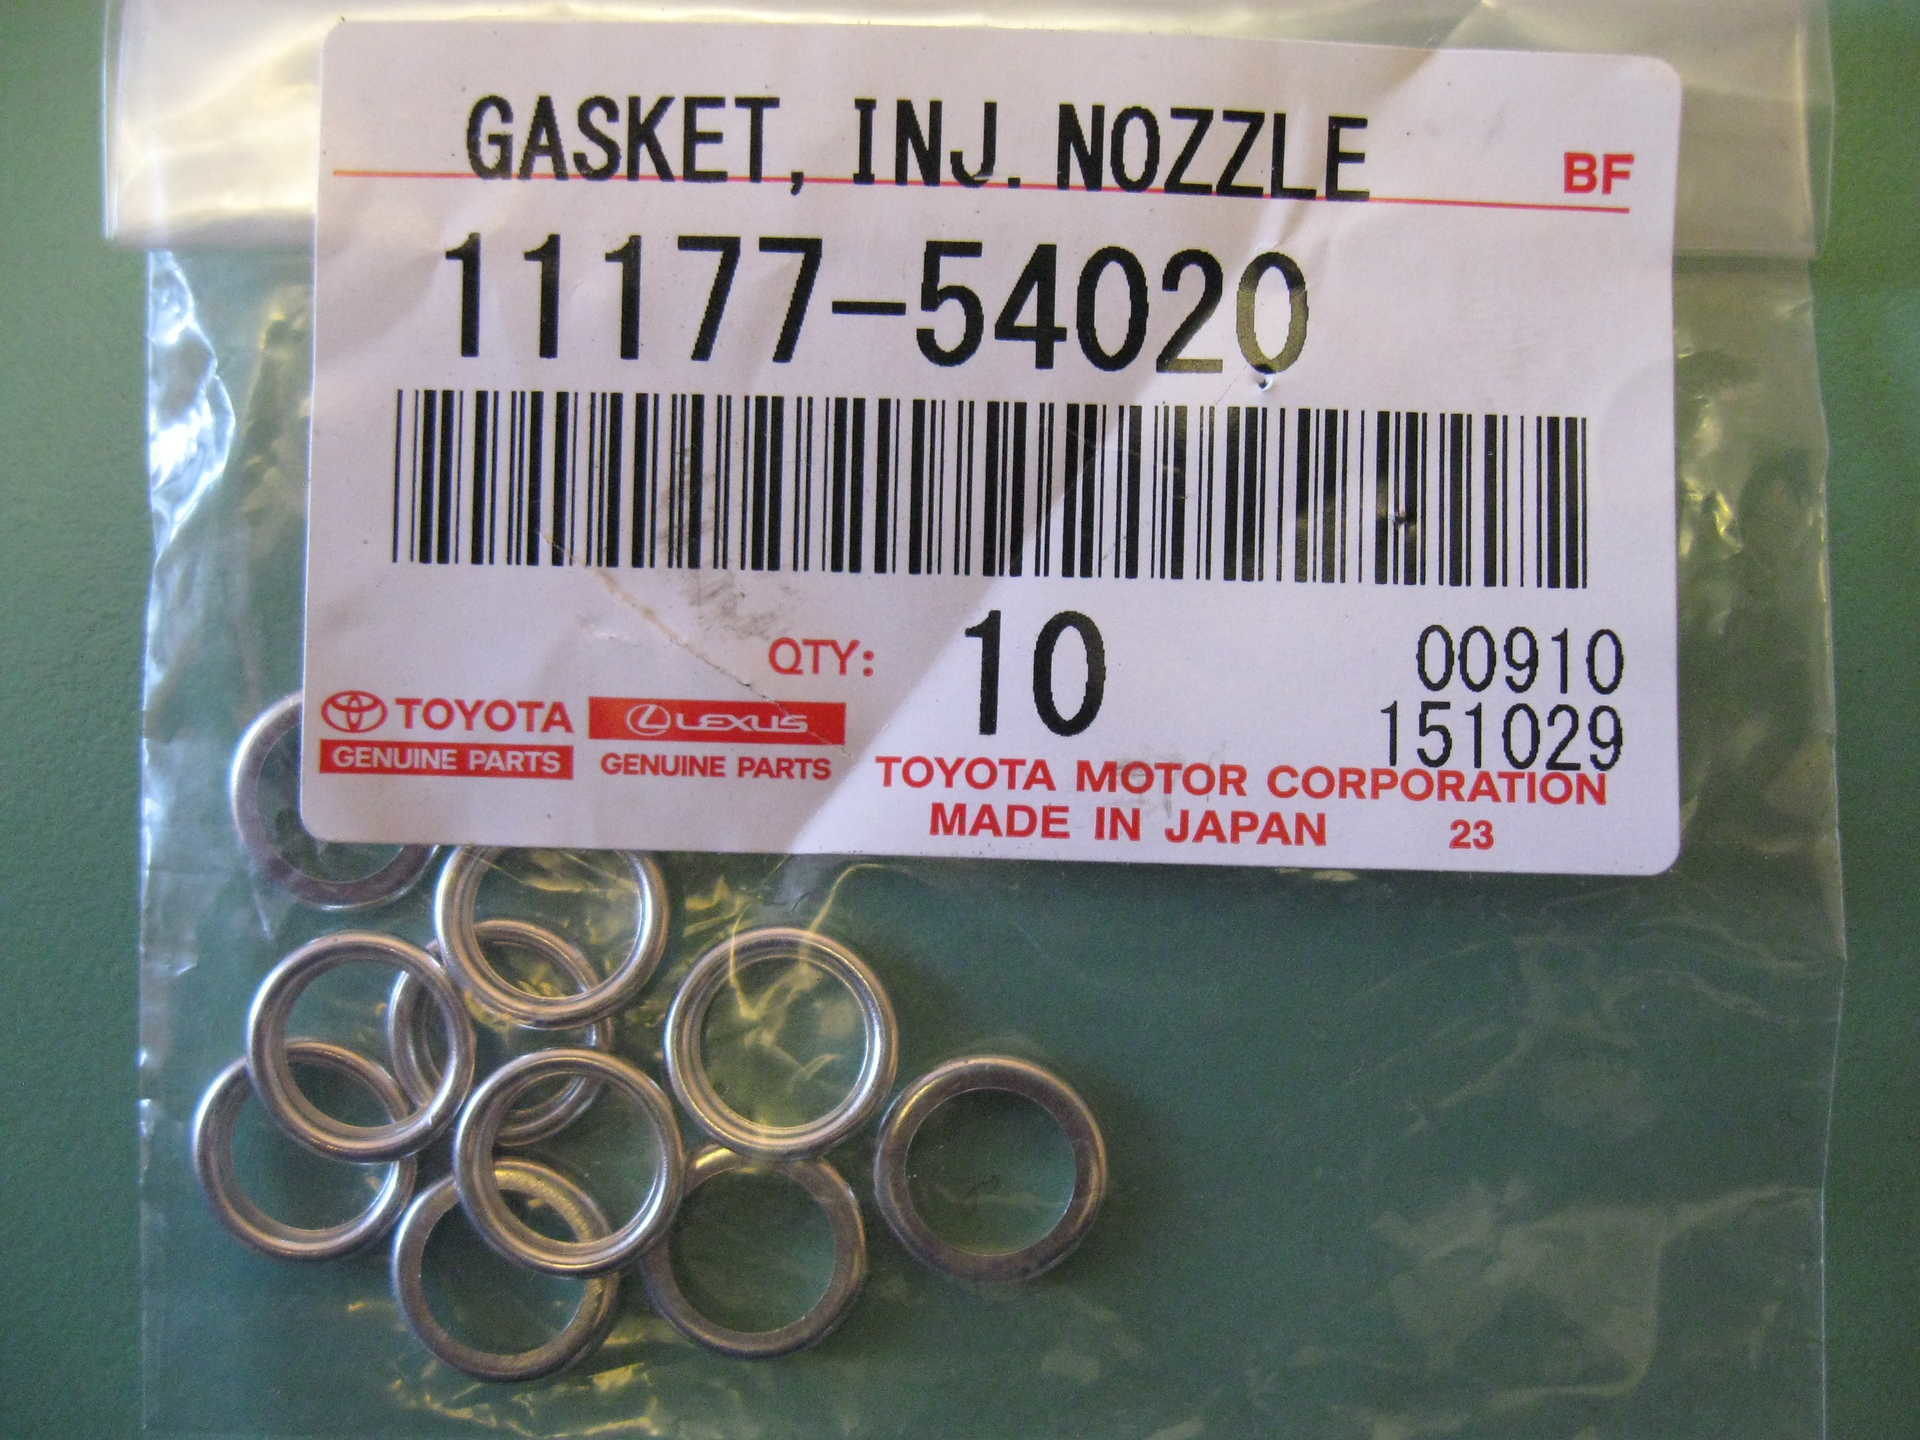 GASKET, INJ. NOZZLE
BF
11177-54020
QTY: 10
00910
151029
TOYOTA
GENUINE PARTS
LEXUS
GENUINE PARTS
TOYOTA MOTOR CORPORATION
MADE IN JAPAN 23